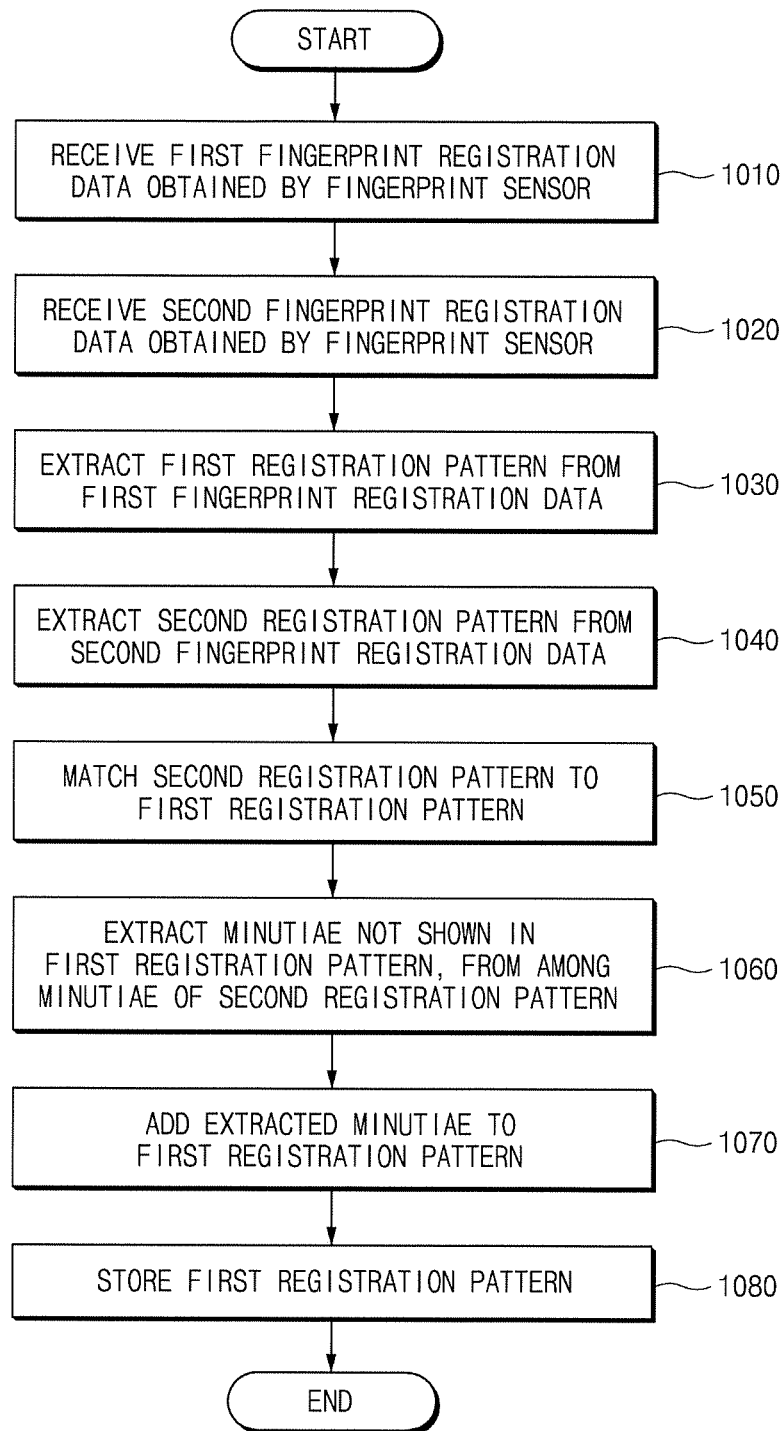 START
RECEIVE FIRST FINGERPRINT REGISTRATION
DATA OBTAINED BY FINGERPRINT SENSOR
1010
RECEIVE SECOND FINGERPRINT REGISTRATION
DATA OBTAINED BY FINGERPRINT SENSOR
1020
EXTRACT FIRST REGISTRATION PATTERN FROM
FIRST FINGERPRINT REGISTRATION DATA
1030
EXTRACT SECOND REGISTRATION PATTERN FROM
SECOND FINGERPRINT REGISTRATION DATA
1040
MATCH SECOND REGISTRATION PATTERN TO
FIRST REGISTRATION PATTERN
1050
EXTRACT MINUTIAE NOT SHOWN IN
FIRST REGISTRATION PATTERN, FROM AMONG
MINUTIAE OF SECOND REGISTRATION PATTERN
1060
ADD EXTRACTED MINUTIAE TO
FIRST REGISTRATION PATTERN
1070
STORE FIRST REGISTRATION PATTERN
1080
END